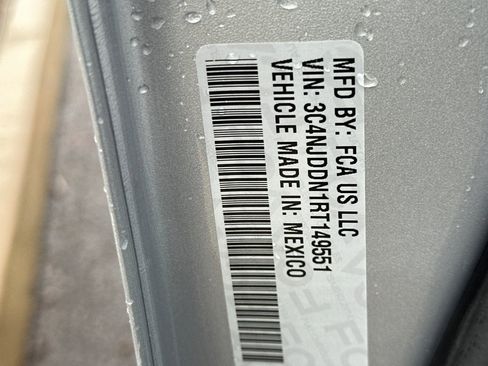 MFD BY: FCA US LLC
VIN: 3C4NJDDN1RT149551
VEHICLE MADE IN: MEXICO